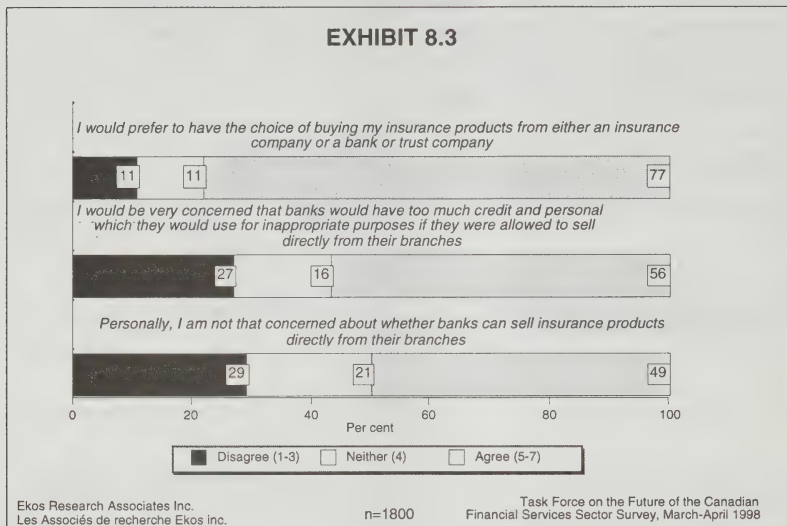 EXHIBIT 8.3
I would prefer to have the choice of buying my insurance products from either an insurance
company or a bank or trust company
11 11 77
I would be very concerned that banks would have too much credit and personal
which they would use for inappropriate purposes if they were allowed to sell
directly from their branches
27 16 56
Personally, I am not that concerned about whether banks can sell insurance products
directly from their branches
29 21 49
0 20 40 60 80 100
Per cent
Disagree (1-3) Neither (4) Agree (5-7)
Ekos Research Associates Inc.
Les Associés de recherche Ekos inc.
n=1800
Task Force on the Future of the Canadian
Financial Services Sector Survey, March-April 1998